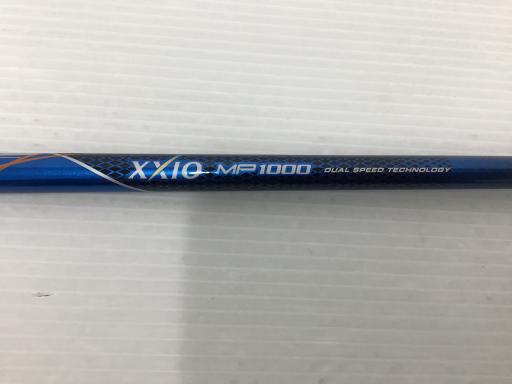 XXIO MP1000 DUAL SPEED TECHNOLOGY